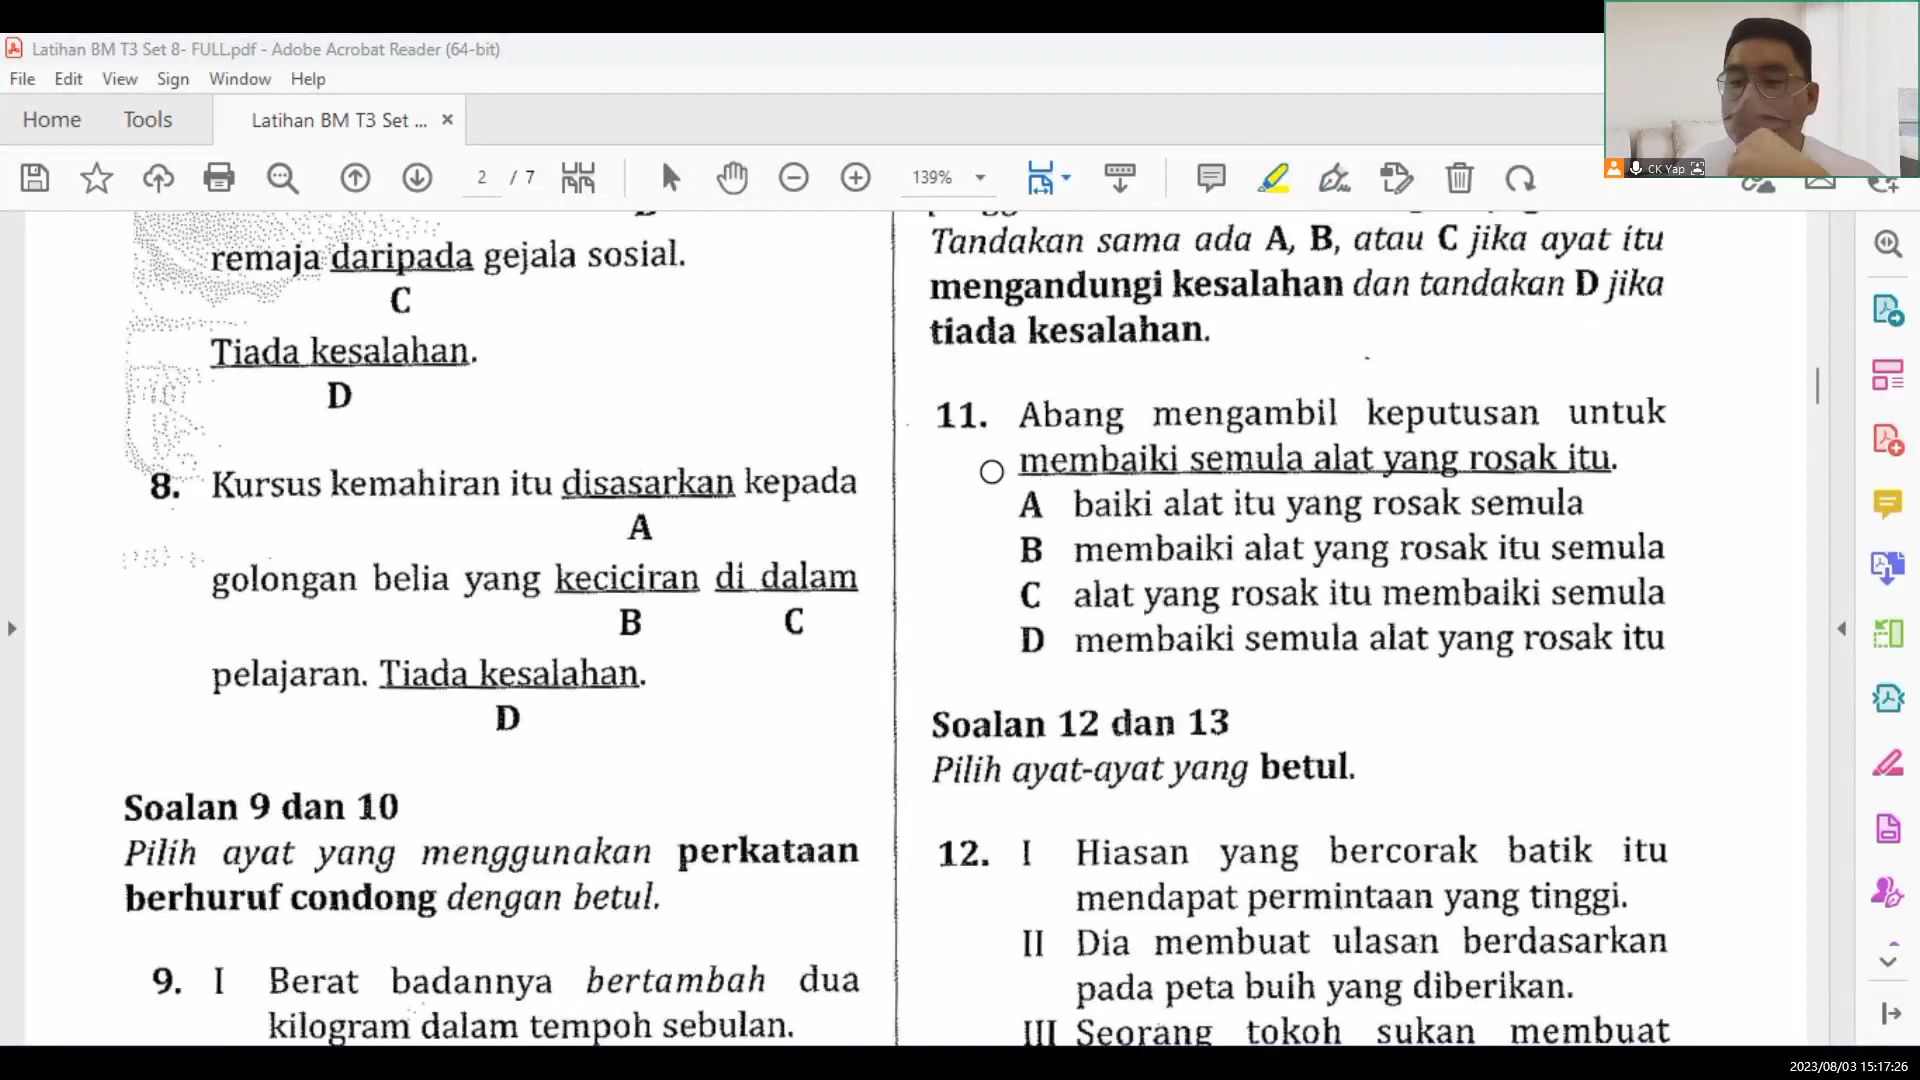 Latihan BM T3 Set 8- FULL.pdf - Adobe Acrobat Reader (64-bit)
File Edit View Sign Window Help
Home Tools Latihan BM T3 Set ... ×
2 / 7 139%
CK Yap
remaja daripada gejala sosial.
C
Tiada kesalahan.
D
8. Kursus kemahiran itu disasarkan kepada
A
golongan belia yang keciciran di dalam
B C
pelajaran. Tiada kesalahan.
D
Soalan 9 dan 10
Pilih ayat yang menggunakan perkataan
berhuruf condong dengan betul.
9. I Berat badannya bertambah dua
kilogram dalam tempoh sebulan.
Tandakan sama ada A, B, atau C jika ayat itu
mengandungi kesalahan dan tandakan D jika
tiada kesalahan.
11. Abang mengambil keputusan untuk
membaiki semula alat yang rosak itu.
A baiki alat itu yang rosak semula
B membaiki alat yang rosak itu semula
C alat yang rosak itu membaiki semula
D membaiki semula alat yang rosak itu
Soalan 12 dan 13
Pilih ayat-ayat yang betul.
12. I Hiasan yang bercorak batik itu
mendapat permintaan yang tinggi.
II Dia membuat ulasan berdasarkan
pada peta buih yang diberikan.
III Seorang tokoh sukan membuat
2023/08/03 15:17:26